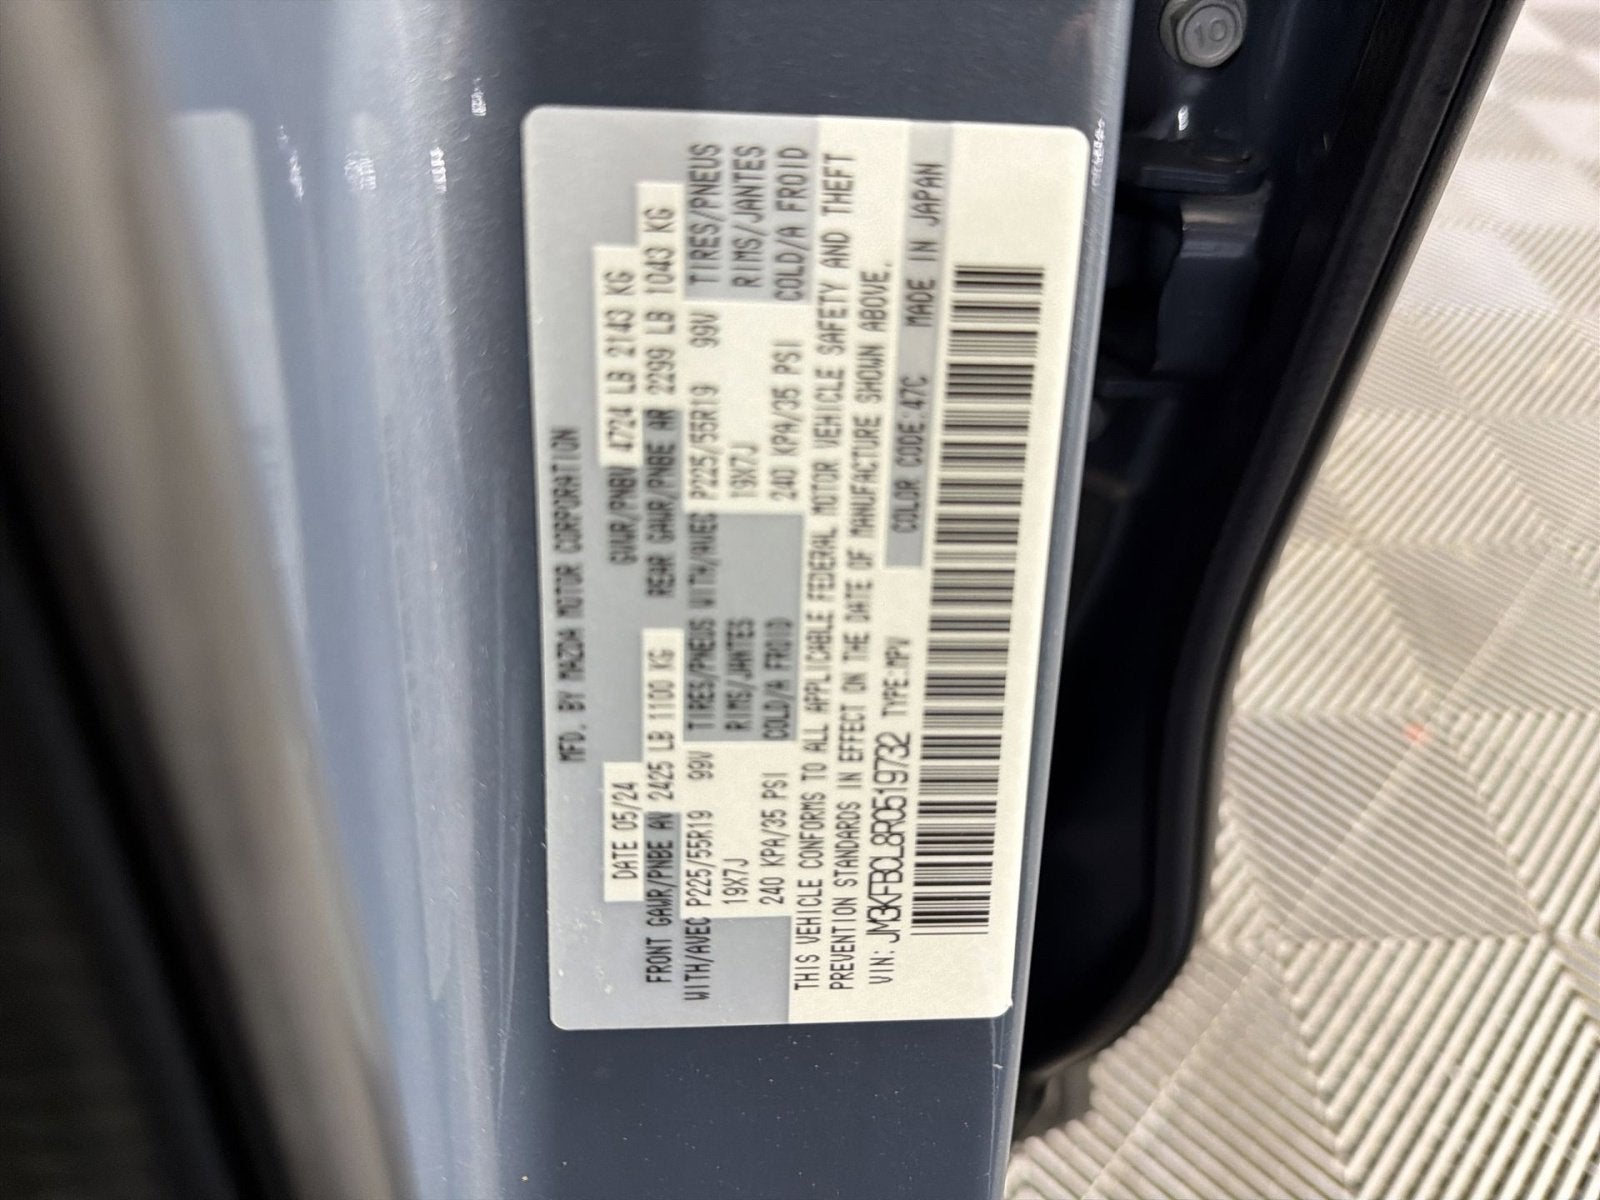 MFD. BY MAZDA MOTOR CORPORATION
DATE 05/24 GVWR/PNBV 4724 LB 2143 KG
FRONT GAWR/PNBE AV 2425 LB 1100 KG REAR GAWR/PNBE AR 2299 LB 1043 KG
WITH/AVEC P225/55R19 99V TIRES/PNEUS WITH/AVEC P225/55R19 99V TIRES/PNEUS
19X7J RIMS/JANTES 19X7J RIMS/JANTES
240 KPA/35 PSI COLD/A FROID 240 KPA/35 PSI COLD/A FROID
THIS VEHICLE CONFORMS TO ALL APPLICABLE FEDERAL MOTOR VEHICLE SAFETY AND THEFT
PREVENTION STANDARDS IN EFFECT ON THE DATE OF MANUFACTURE SHOWN ABOVE.
VIN: JM3KFBCL8R0519732 TYPE:MPV COLOR CODE:47C MADE IN JAPAN
10